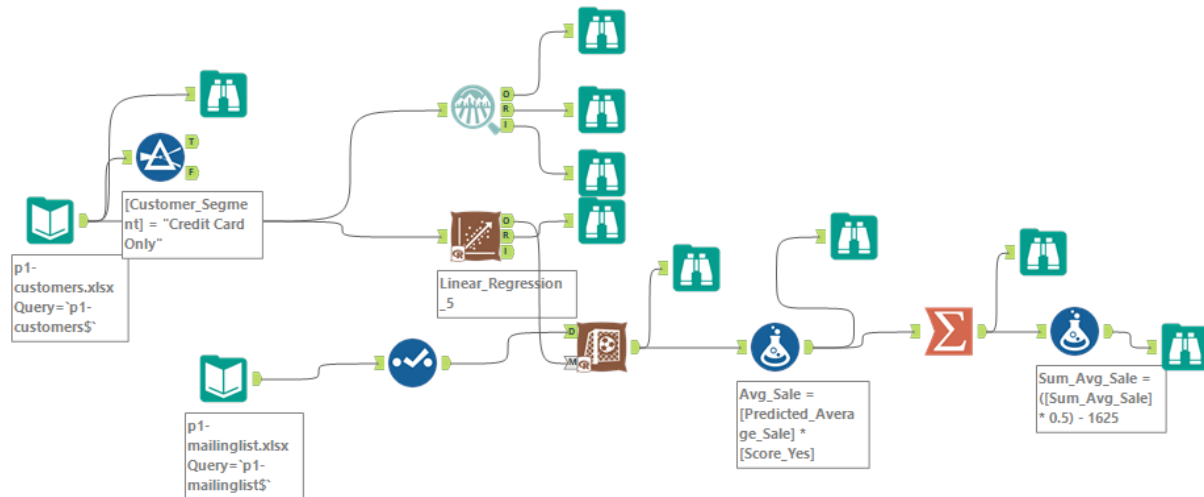 T
F
[Customer_Segme
nt] = "Credit Card
Only"
p1-
customers.xlsx
Query=`p1-
customers$`
O
R
I
O
R
I
R
Linear_Regression
_5
p1-
mailinglist.xlsx
Query=`p1-
mailinglist$`
D
M
R
Avg_Sale =
[Predicted_Avera
ge_Sale] *
[Score_Yes]
Σ
Sum_Avg_Sale =
([Sum_Avg_Sale]
* 0.5) - 1625